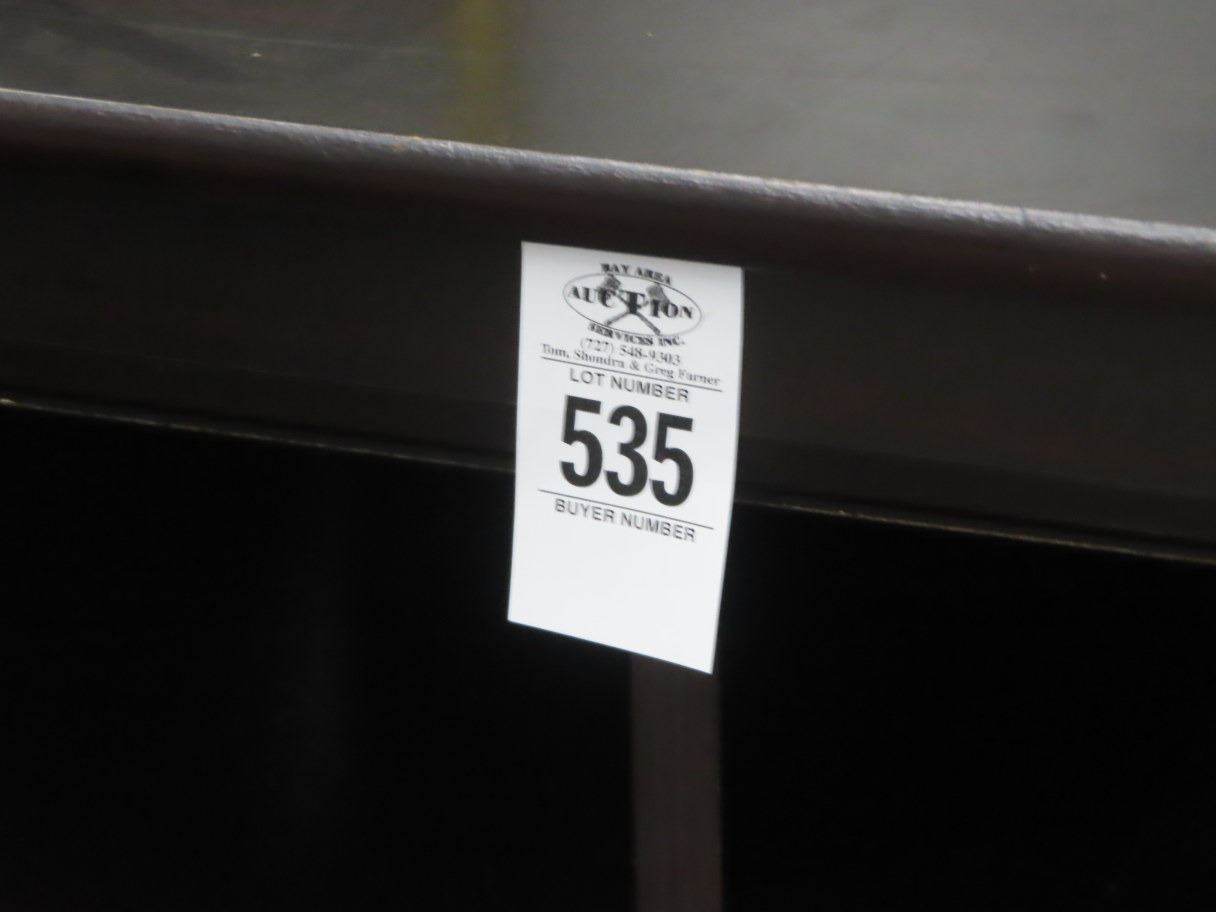 BAY AREA
AUCTION
SERVICES INC.
(727) 548-9303
Tom, Shondra & Greg Farner
LOT NUMBER
535
BUYER NUMBER